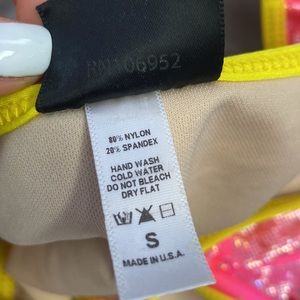 RN106952
80% NYLON
20% SPANDEX
HAND WASH
COLD WATER
DO NOT BLEACH
DRY FLAT
S
MADE IN U.S.A.